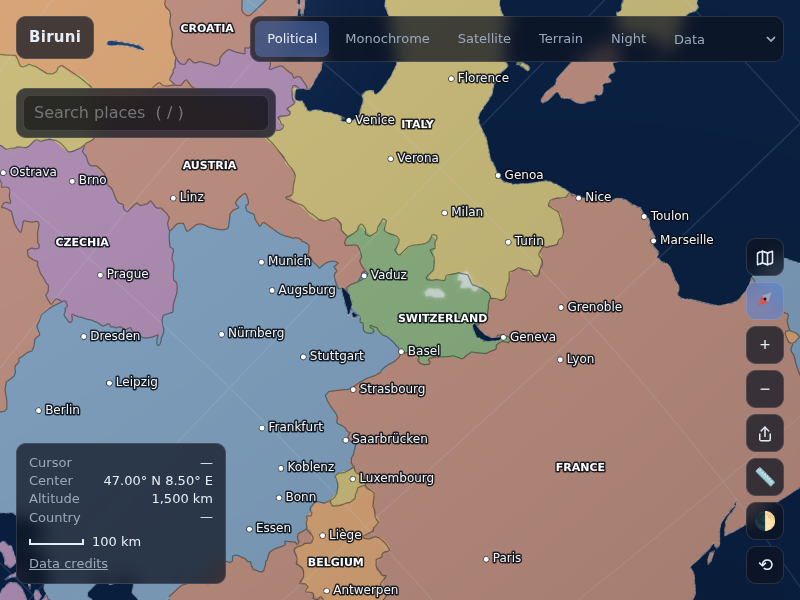 Biruni
CROATIA
Political
Monochrome
Satellite
Terrain
Night
Data
Florence
Search places ( / )
Venice
ITALY
Verona
AUSTRIA
Genoa
Ostrava
Brno
Linz
Nice
Milan
Toulon
CZECHIA
Turin
Marseille
Munich
Prague
Vaduz
Augsburg
Grenoble
SWITZERLAND
Dresden
Nürnberg
Geneva
+
Stuttgart
Basel
Lyon
Leipzig
Strasbourg
−
Berlin
Frankfurt
Saarbrücken
Cursor —
Koblenz
FRANCE
Center 47.00° N 8.50° E
Luxembourg
Altitude 1,500 km
Bonn
Country —
Essen
Liège
100 km
Paris
Data credits
BELGIUM
Antwerpen